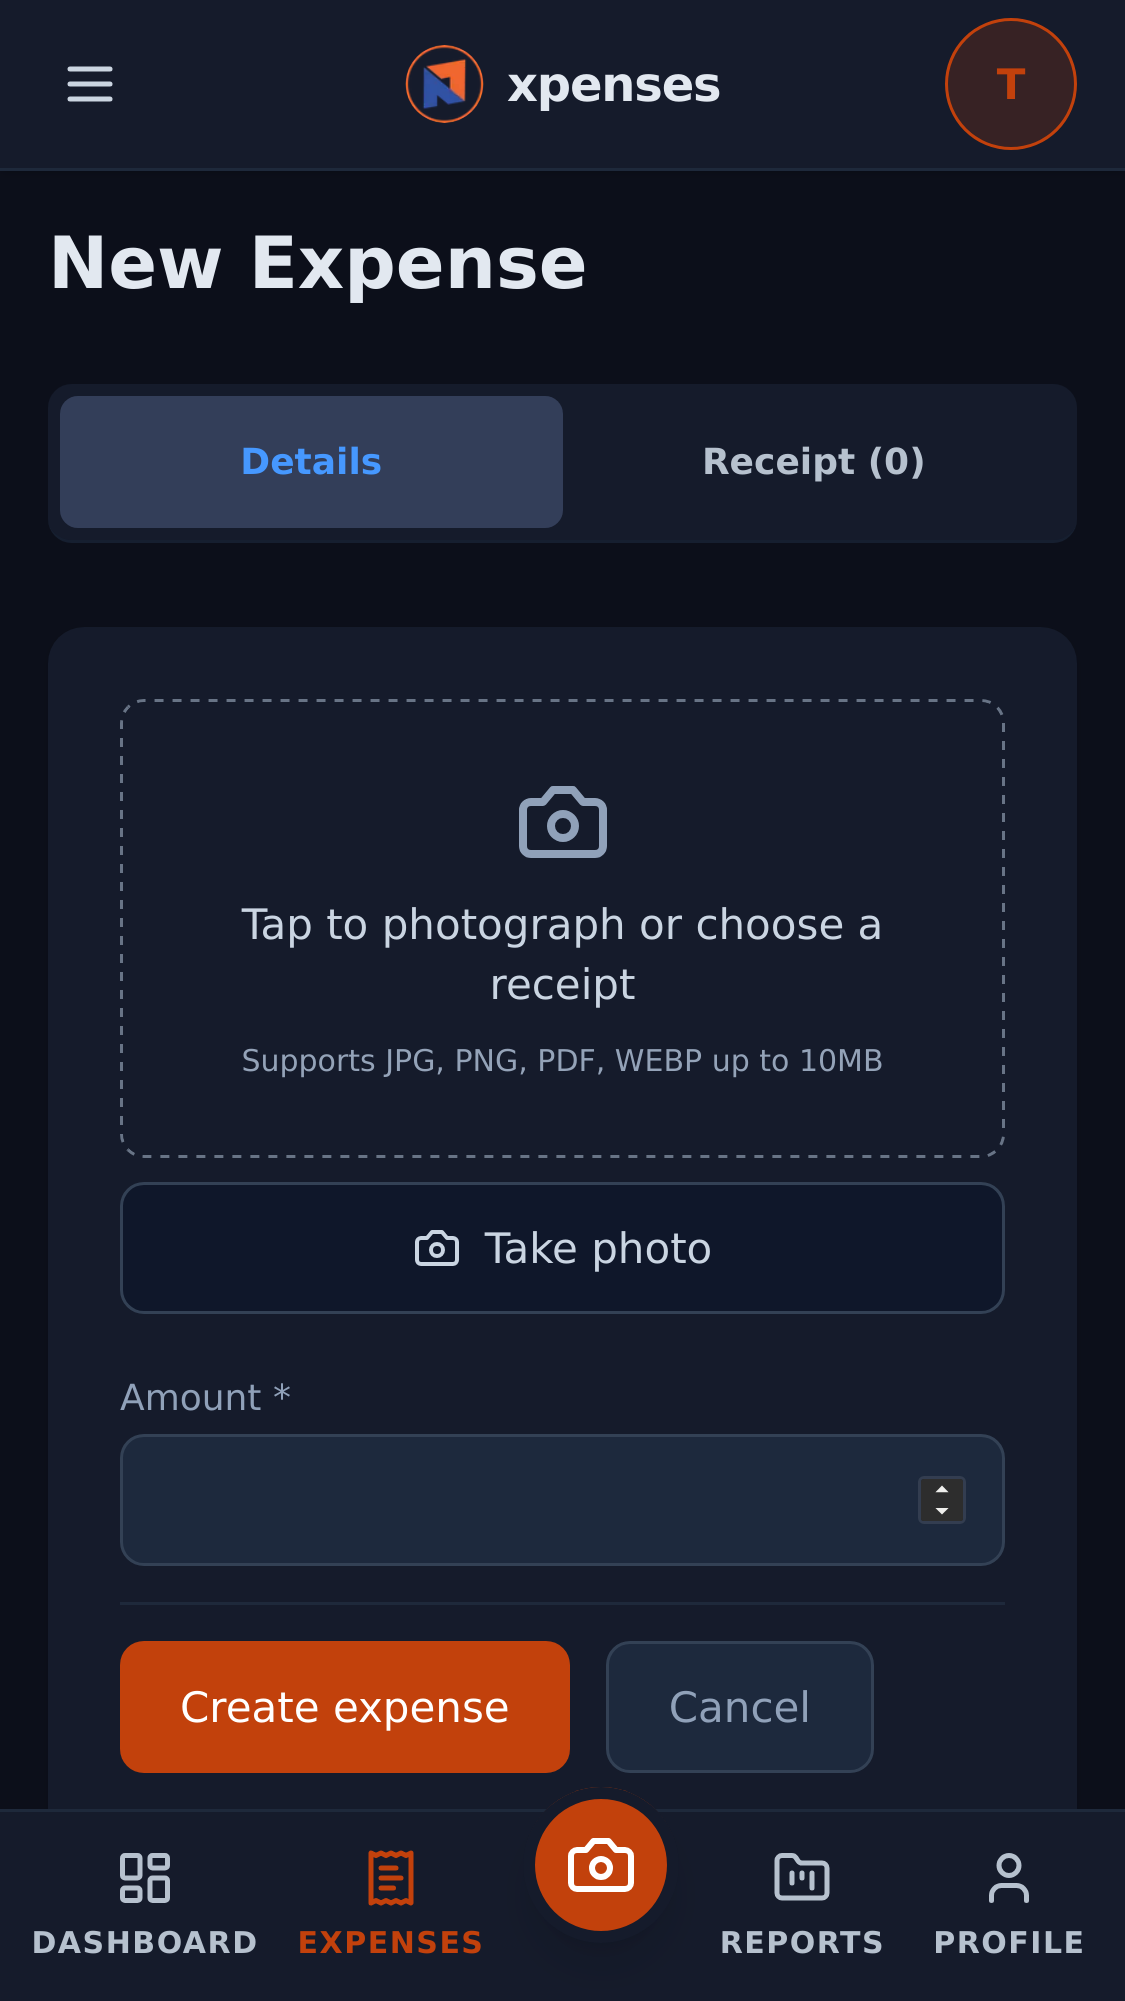 xpenses
T
New Expense
Details
Receipt (0)
Tap to photograph or choose a
receipt
Supports JPG, PNG, PDF, WEBP up to 10MB
Take photo
Amount *
Create expense
Cancel
DASHBOARD
EXPENSES
REPORTS
PROFILE